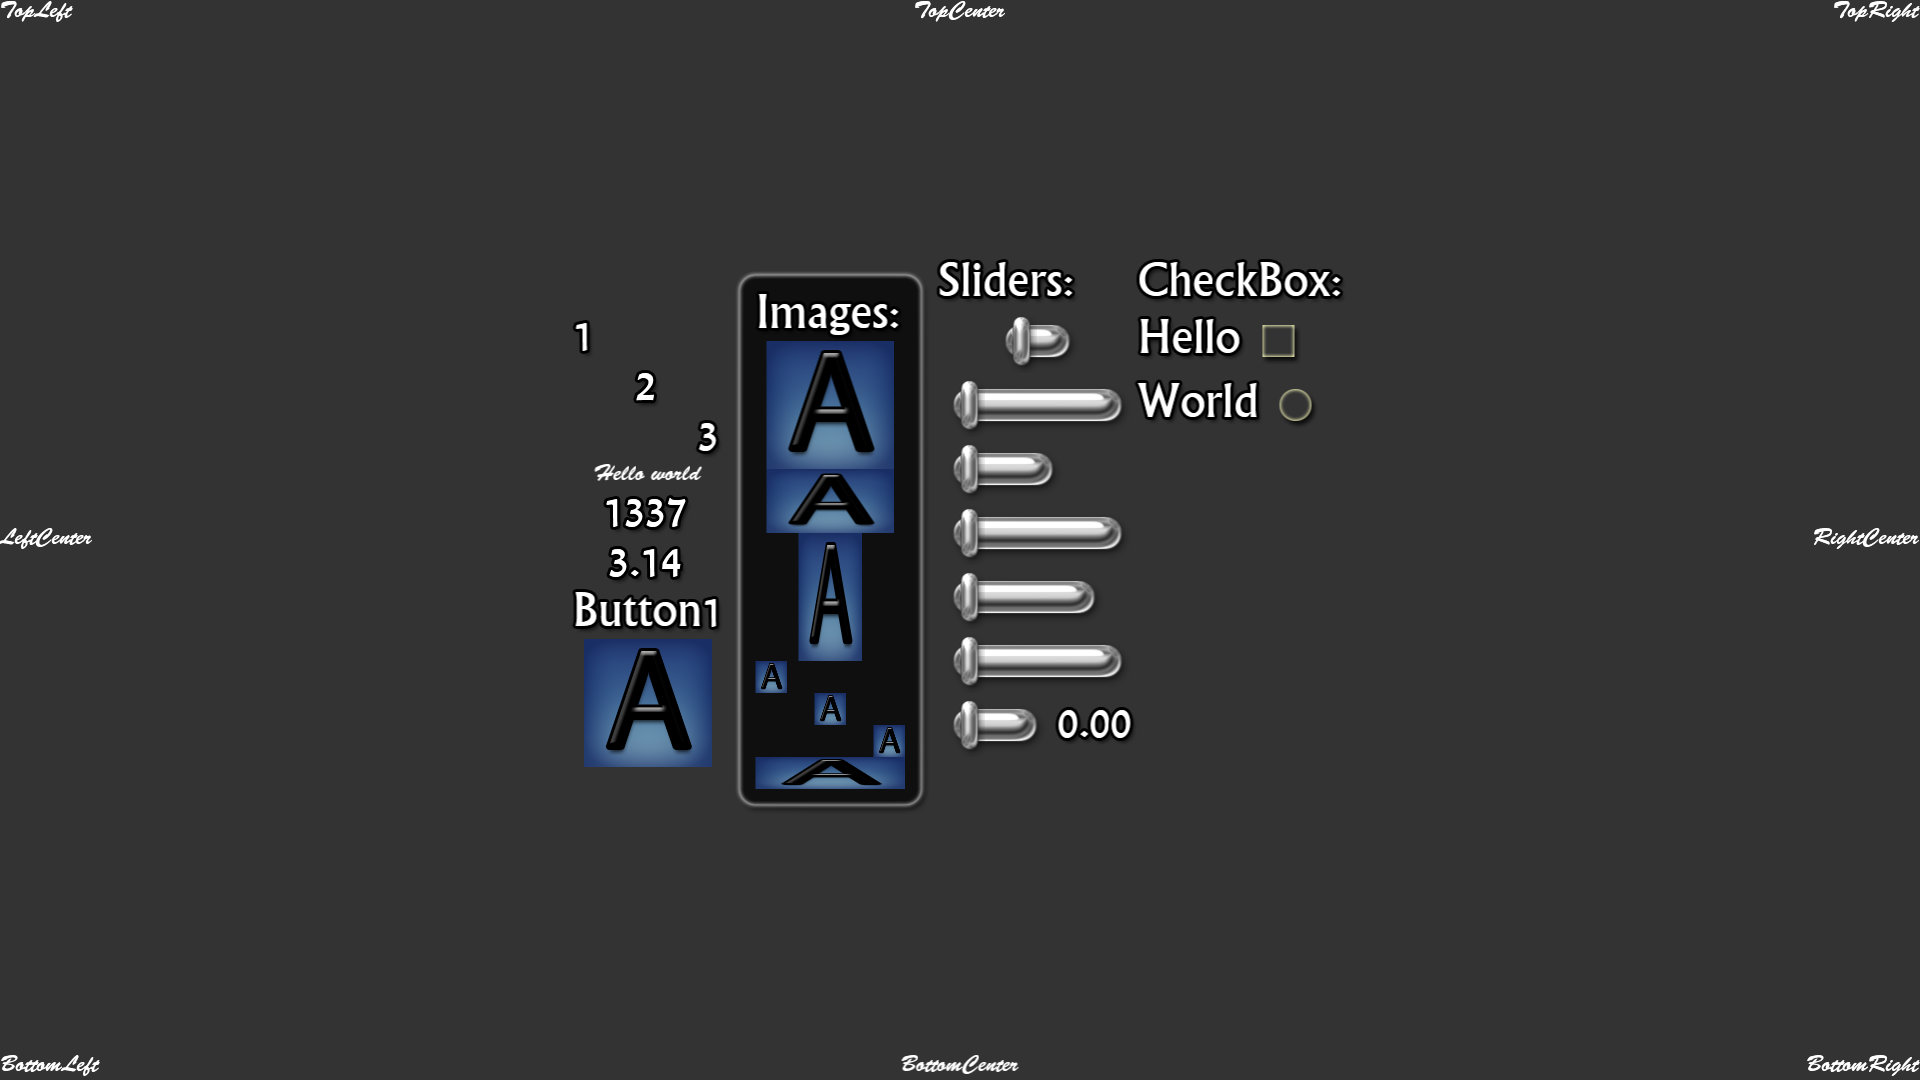 TopLeft
TopCenter
TopRight
1
2
3
Hello world
1337
3.14
Button1
A
Images:
A
A
A
A
A
A
A
Sliders:
0.00
CheckBox:
Hello
World
LeftCenter
RightCenter
BottomLeft
BottomCenter
BottomRight